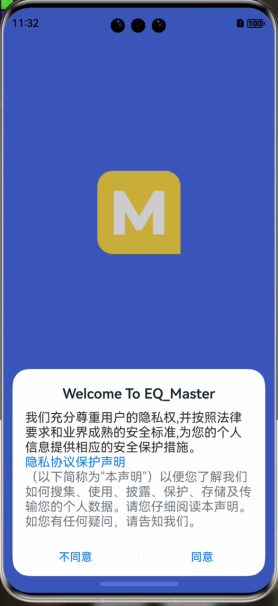 11:32
100
M
Welcome To EQ_Master
我们充分尊重用户的隐私权,并按照法律
要求和业界成熟的安全标准,为您的个人
信息提供相应的安全保护措施。
隐私协议保护声明
（以下简称为"本声明"）以便您了解我们
如何搜集、使用、披露、保护、存储及传
输您的个人数据。请您仔细阅读本声明。
如您有任何疑问，请告知我们。
不同意
同意